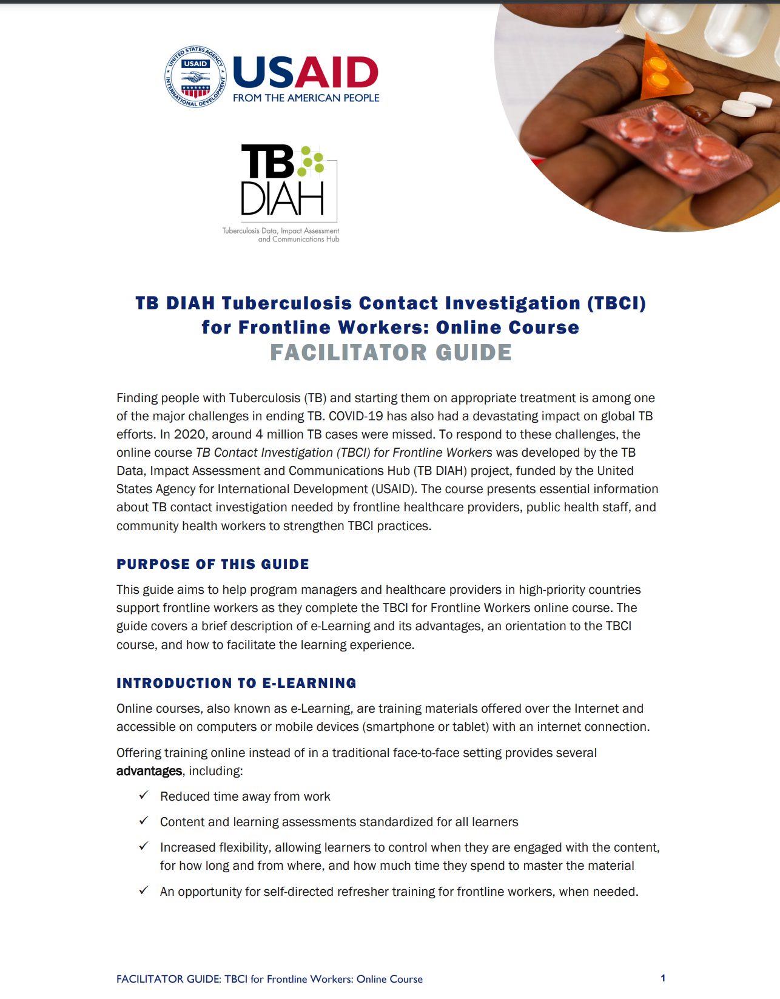 UNITED STATES AGENCY
INTERNATIONAL DEVELOPMENT
USAID
USAID
FROM THE AMERICAN PEOPLE
TB
DIAH
Tuberculosis Data, Impact Assessment
and Communications Hub
TB DIAH Tuberculosis Contact Investigation (TBCI)
for Frontline Workers: Online Course
FACILITATOR GUIDE
Finding people with Tuberculosis (TB) and starting them on appropriate treatment is among one
of the major challenges in ending TB. COVID-19 has also had a devastating impact on global TB
efforts. In 2020, around 4 million TB cases were missed. To respond to these challenges, the
online course TB Contact Investigation (TBCI) for Frontline Workers was developed by the TB
Data, Impact Assessment and Communications Hub (TB DIAH) project, funded by the United
States Agency for International Development (USAID). The course presents essential information
about TB contact investigation needed by frontline healthcare providers, public health staff, and
community health workers to strengthen TBCI practices.
PURPOSE OF THIS GUIDE
This guide aims to help program managers and healthcare providers in high-priority countries
support frontline workers as they complete the TBCI for Frontline Workers online course. The
guide covers a brief description of e-Learning and its advantages, an orientation to the TBCI
course, and how to facilitate the learning experience.
INTRODUCTION TO E-LEARNING
Online courses, also known as e-Learning, are training materials offered over the Internet and
accessible on computers or mobile devices (smartphone or tablet) with an internet connection.
Offering training online instead of in a traditional face-to-face setting provides several
advantages, including:
✓ Reduced time away from work
✓ Content and learning assessments standardized for all learners
✓ Increased flexibility, allowing learners to control when they are engaged with the content,
for how long and from where, and how much time they spend to master the material
✓ An opportunity for self-directed refresher training for frontline workers, when needed.
FACILITATOR GUIDE: TBCI for Frontline Workers: Online Course 1